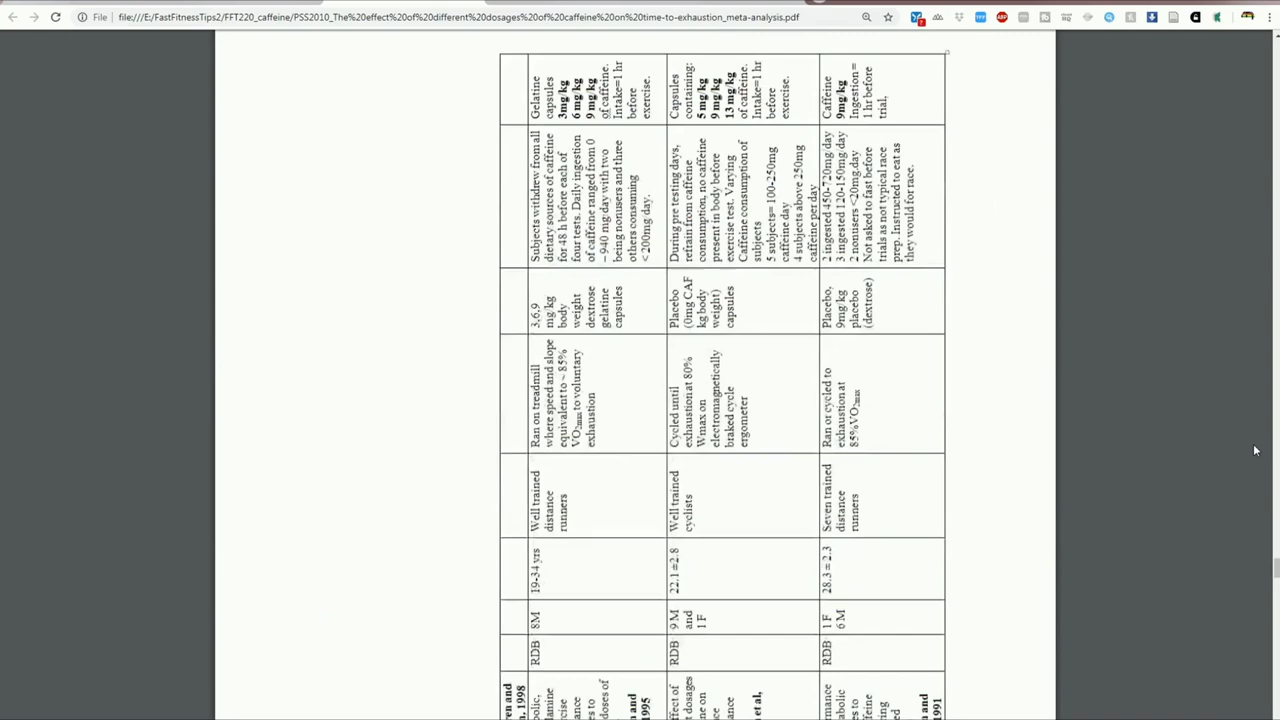 File
file:///E:/FastFitnessTips2/FFT220_caffeine/PSS2010_The%20effect%20of%20different%20dosages%20of%20caffeine%20on%20time-to-exhaustion_meta-analysis.pdf
Gelatine
capsules
3mg/kg
6 mg/kg
9 mg/kg
of caffeine.
Intake=1 hr
before
exercise.
Subjects withdrew from all
dietary sources of caffeine
for 48 h before each of
four tests. Daily ingestion
of caffeine ranged from 0
– 940 mg/day with two
being nonusers and three
others consuming
<200mg/day.
3,6,9
mg/kg
body
weight
dextrose
gelatine
capsules
Ran on treadmill
where speed and slope
equivalent to ~ 85%
VO2max to voluntary
exhaustion
Well trained
distance
runners
19-34 yrs
8M
RDB
Capsules
containing:
5 mg/kg
9 mg/kg
13 mg/kg
of caffeine.
Intake=1 hr
before
exercise.
During pre testing days,
refrain from caffeine
consumption, no caffeine
present in body before
exercise test. Varying
Caffeine consumption of
subjects
5 subjects= 100-250mg
caffeine day
4 subjects above 250mg
caffeine per day
Placebo
(0mg CAF
kg body
weight)
capsules
Cycled until
exhaustion at 80%
Wmax on
electromagnetically
braked cycle
ergometer
Well trained
cyclists
22.1 ±2.8
9 M
and
1 F
RDB
Caffeine
9mg/kg
Ingestion =
1 hr before
trial,
2 ingested 450-720mg/day
3 ingested 120-150mg/day
2 nonusers <20mg/day
Not asked to fast before
trials as not typical race
prep. Instructed to eat as
they would for race.
Placebo,
9mg/kg
placebo
(dextrose)
Ran or cycled to
exhaustion at
85%VO2max
Seven trained
distance
runners
28.3 ± 2.3
1 F
6 M
RDB
1998
1995
1991